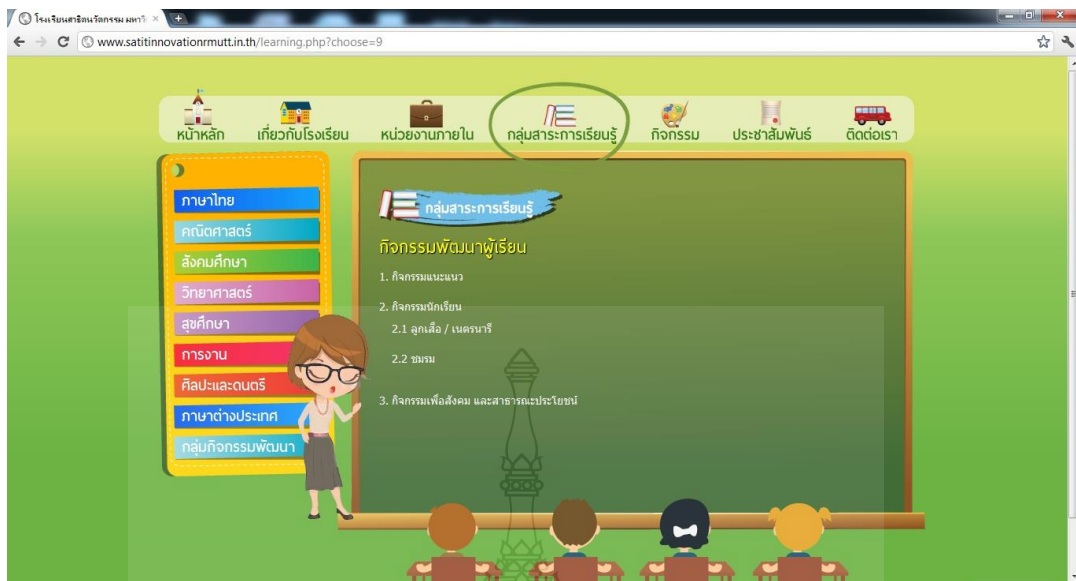 โรงเรียนสาธิตนวัตกรรม มหาวิ
www.satitinnovationrmutt.in.th/learning.php?choose=9
หน้าหลัก เกี่ยวกับโรงเรียน หน่วยงานภายใน กลุ่มสาระการเรียนรู้ กิจกรรม ประชาสัมพันธ์ ติดต่อเรา
ภาษาไทย
คณิตศาสตร์
สังคมศึกษา
วิทยาศาสตร์
สุขศึกษา
การงาน
ศิลปะและดนตรี
ภาษาต่างประเทศ
กลุ่มกิจกรรมพัฒนา
กลุ่มสาระการเรียนรู้
กิจกรรมพัฒนาผู้เรียน
1. กิจกรรมแนะแนว
2. กิจกรรมนักเรียน
2.1 ลูกเสือ / เนตรนารี
2.2 ชมรม
3. กิจกรรมเพื่อสังคม และสาธารณะประโยชน์